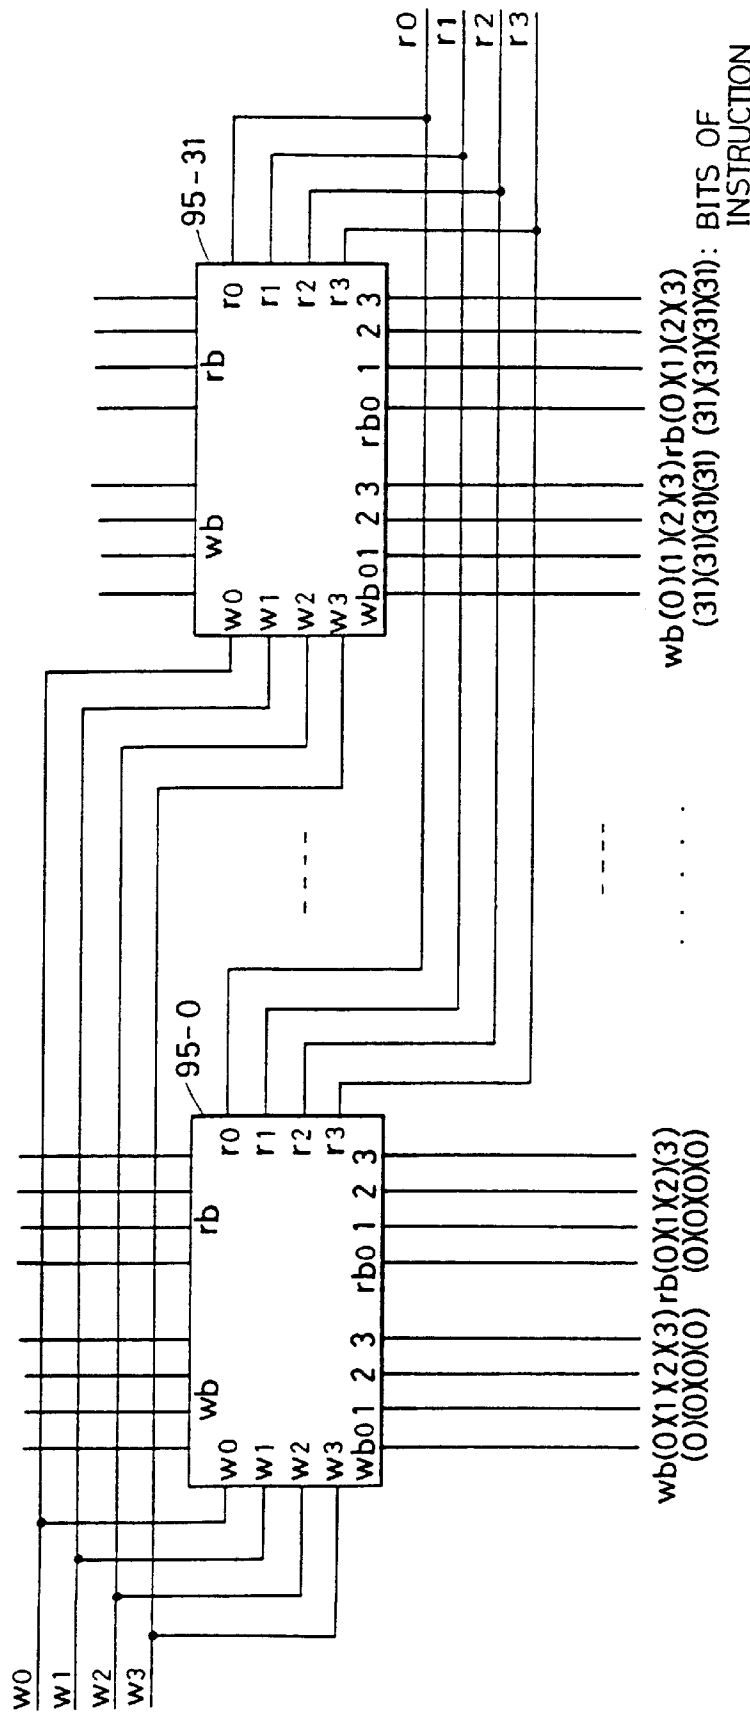 w0
w1
w2
w3
95-0
wb
rb
w0
w1
w2
w3
r0
r1
r2
r3
wb0 1 2 3 rb0 1 2 3
wb(0)(1)(2)(3)rb(0)(1)(2)(3)
(0)(0)(0)(0) (0)(0)(0)(0)
95-31
wb
rb
w0
w1
w2
w3
r0
r1
r2
r3
wb0 1 2 3 rb0 1 2 3
wb(0)(1)(2)(3)rb(0)(1)(2)(3)
(31)(31)(31)(31) (31)(31)(31)(31): BITS OF
INSTRUCTION
r0
r1
r2
r3